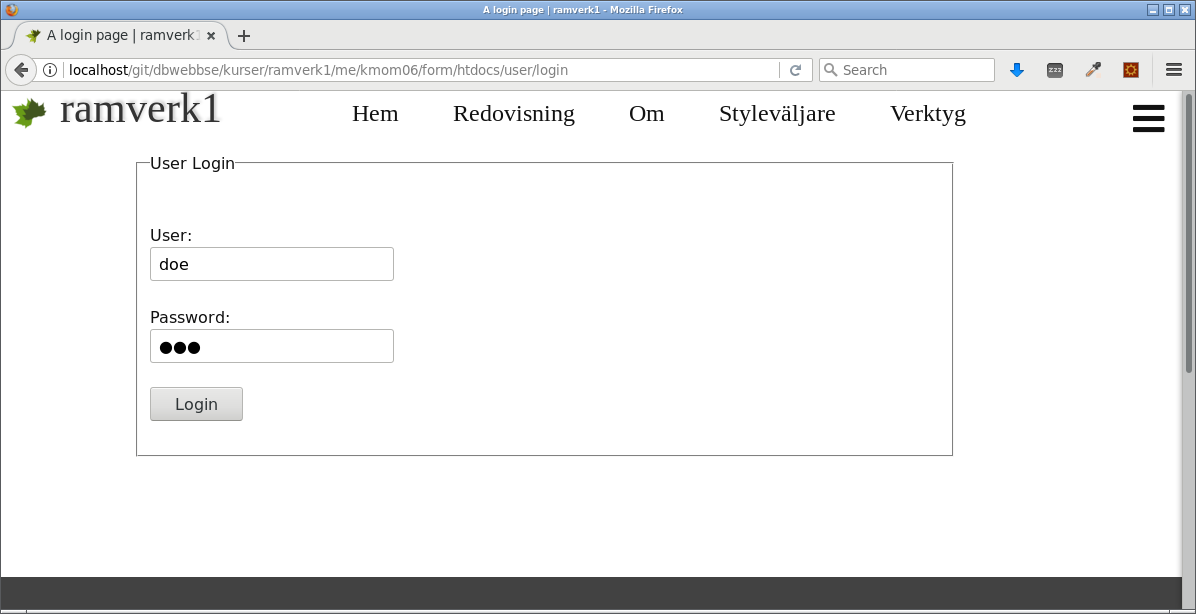 A login page | ramverk1 - Mozilla Firefox
A login page | ramverk1
localhost/git/dbwebbse/kurser/ramverk1/me/kmom06/form/htdocs/user/login
Search
zzz
ramverk1
Hem Redovisning Om Styleväljare Verktyg
User Login
User:
doe
Password:
●●●
Login